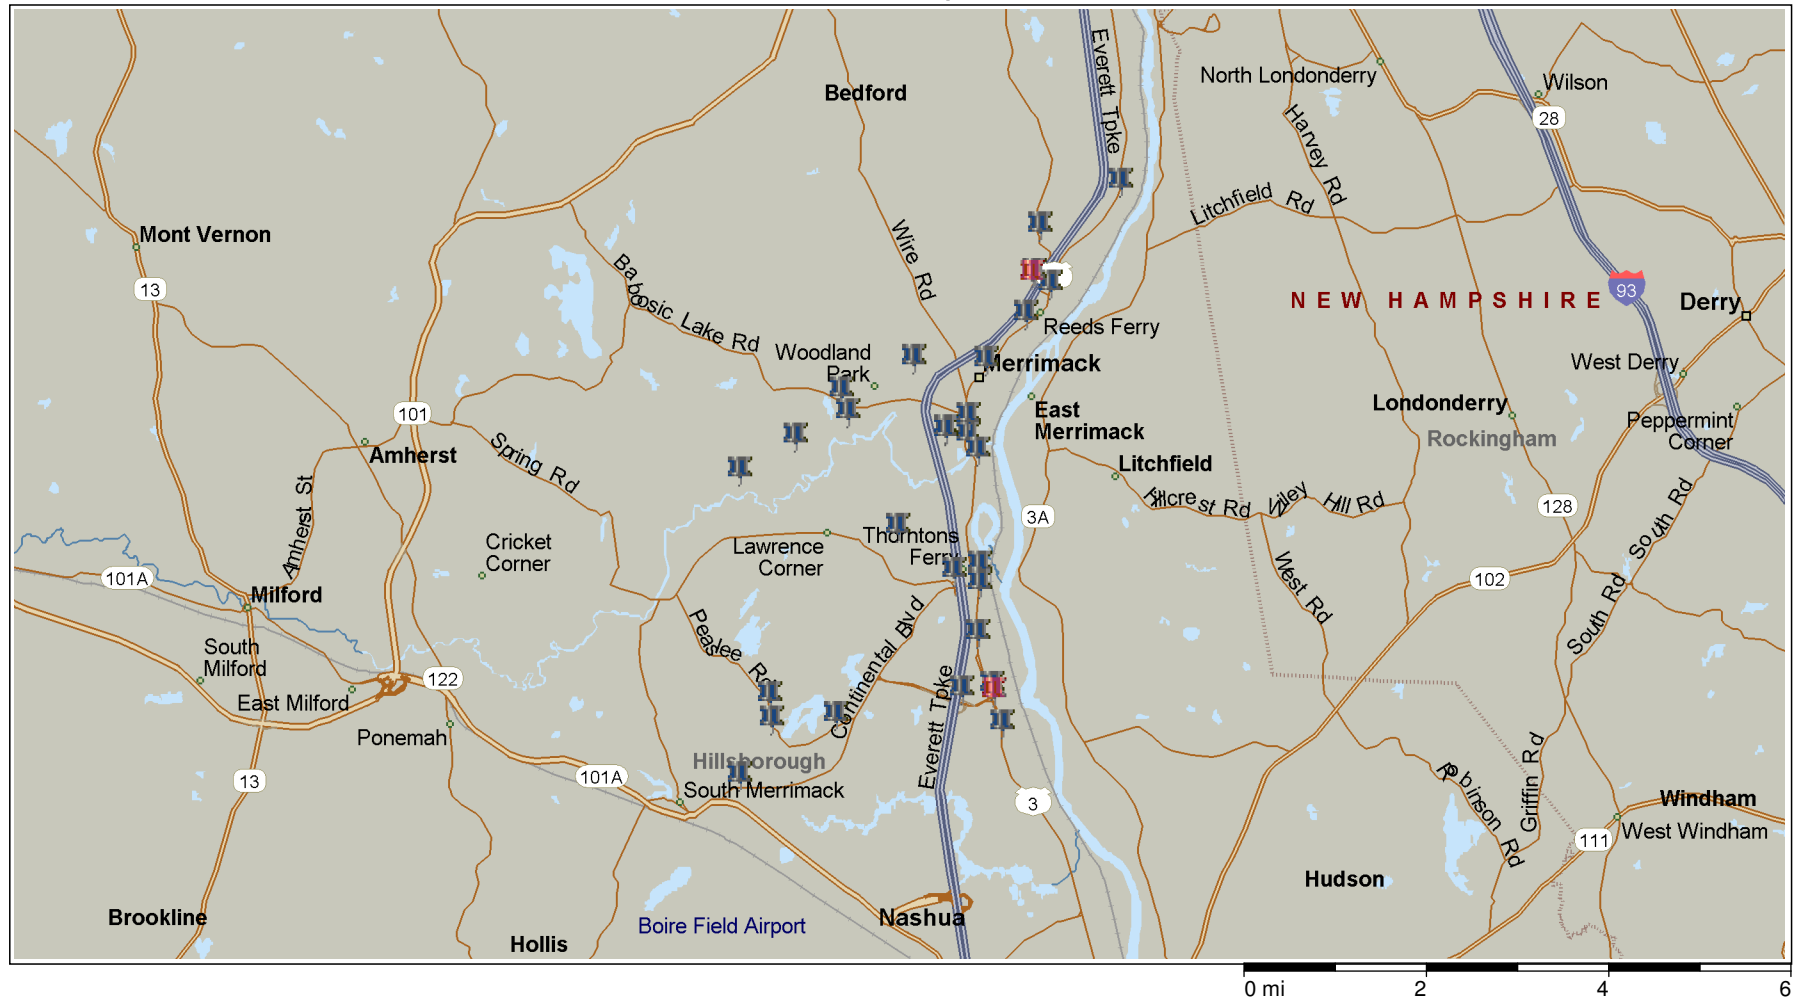 Everett Tpke
North Londonderry
Wilson
Bedford
28
Harvey Rd
Litchfield Rd
Mont Vernon
Wire Rd
Babosic Lake Rd
13
93
NEW HAMPSHIRE
Derry
Reeds Ferry
Woodland
Park
Merrimack
West Derry
101
East
Merrimack
Londonderry
Rockingham
Peppermint
Corner
Amherst
Spring Rd
Litchfield
Amherst St
Hillcrest Rd
Wiley Hill Rd
3A
128
South Rd
Cricket
Corner
Lawrence
Corner
Thorntons
Ferry
101A
Milford
West Rd
102
South Rd
Peaslee Rd
Continental Blvd
South
Milford
122
East Milford
Everett Tpke
Ponemah
Hillsborough
13
101A
South Merrimack
3
Robinson Rd
Griffin Rd
Windham
West Windham
111
Hudson
Brookline
Hollis
Boire Field Airport
Nashua
0 mi 2 4 6